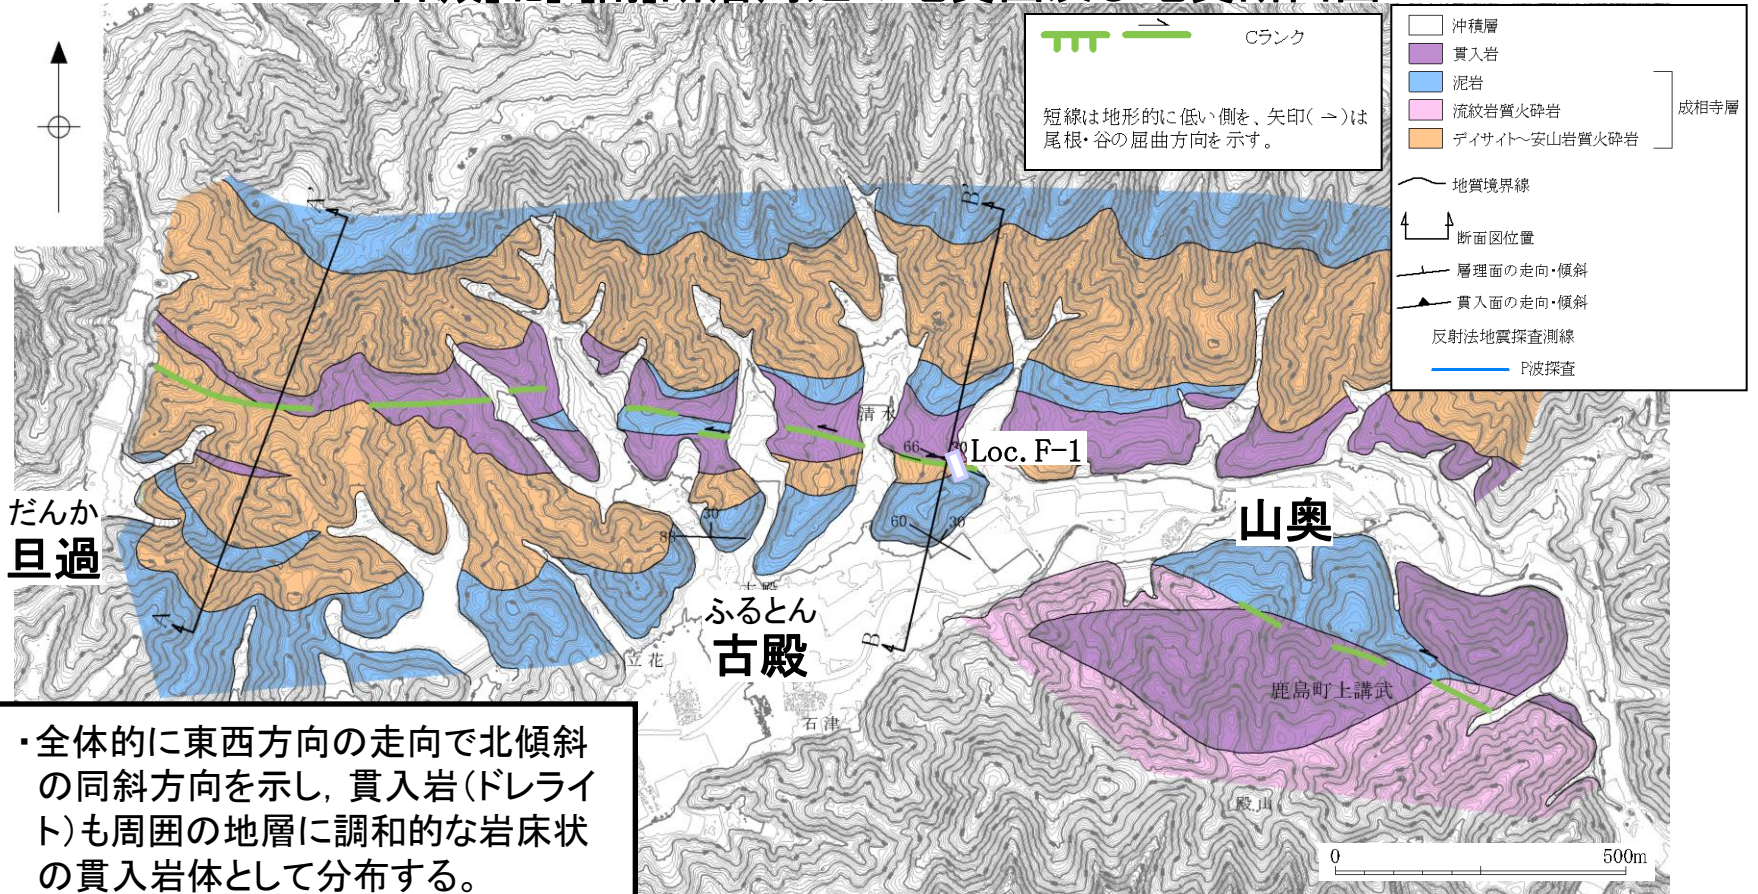 Cランク
短線は地形的に低い側を、矢印(⇀)は
尾根・谷の屈曲方向を示す。
沖積層
貫入岩
泥岩
流紋岩質火砕岩
デイサイト～安山岩質火砕岩
成相寺層
地質境界線
断面図位置
層理面の走向・傾斜
貫入面の走向・傾斜
反射法地震探査測線
P波探査
A'
B'
清水
66
30
Loc. F-1
だんか
旦過
山奥
30
88
60
30
古殿
ふるとん
古殿
A
B
立花
石津
鹿島町上講武
殿山
・全体的に東西方向の走向で北傾斜
の同斜方向を示し，貫入岩（ドレライ
ト）も周囲の地層に調和的な岩床状
の貫入岩体として分布する。
0
500m